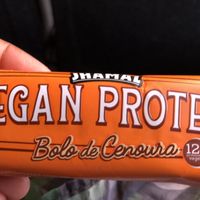 JHAMAL
EGAN PROTE
Bolo de Cenoura
12